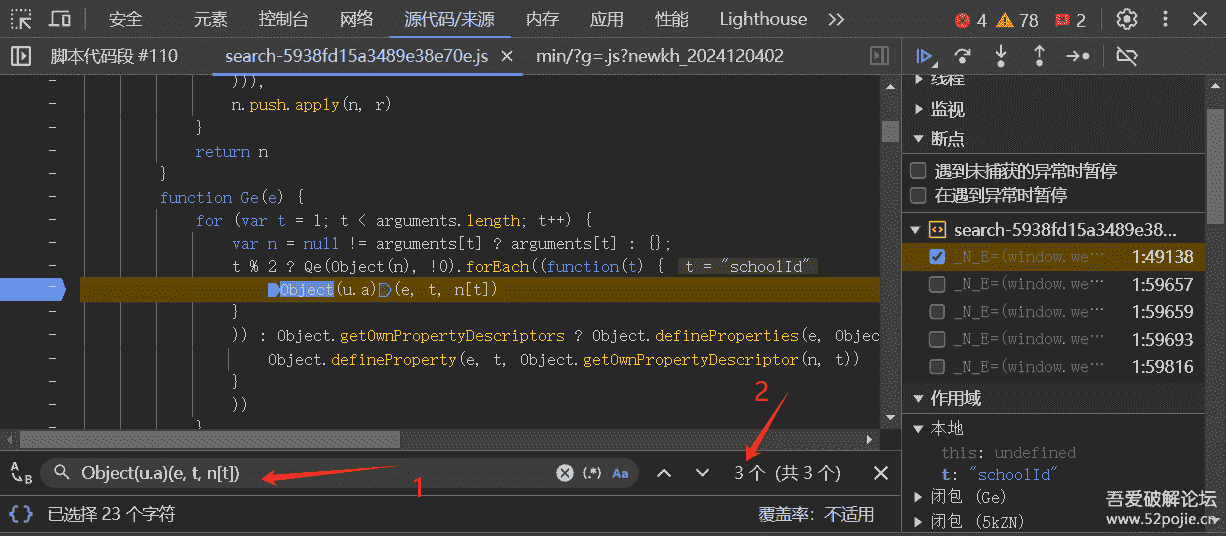 安全 元素 控制台 网络 源代码/来源 内存 应用 性能 Lighthouse 4 78 2
脚本代码段 #110 search-5938fd15a3489e38e70e.js min/?g=.js?newkh_2024120402
))),
n.push.apply(n, r)
}
return n
}
function Ge(e) {
for (var t = 1; t < arguments.length; t++) {
var n = null != arguments[t] ? arguments[t] : {};
t % 2 ? Qe(Object(n), !0).forEach((function(t) { t = "schoolId"
Object(u.a)(e, t, n[t])
}
)) : Object.getOwnPropertyDescriptors ? Object.defineProperties(e, Objec
Object.defineProperty(e, t, Object.getOwnPropertyDescriptor(n, t))
}
))
}
线程
监视
断点
遇到未捕获的异常时暂停
在遇到异常时暂停
search-5938fd15a3489e38...
_N_E=(window.we… 1:49138
_N_E=(window.we… 1:59657
_N_E=(window.we… 1:59659
_N_E=(window.we… 1:59693
_N_E=(window.we… 1:59816
作用域
本地
this: undefined
t: "schoolId"
闭包 (Ge)
闭包 (5kZN)
2
1
A
B
Object(u.a)(e, t, n[t]) (.*) Aa 3 个 (共 3 个)
{} 已选择 23 个字符 覆盖率: 不适用
吾爱破解论坛
www.52pojie.cn